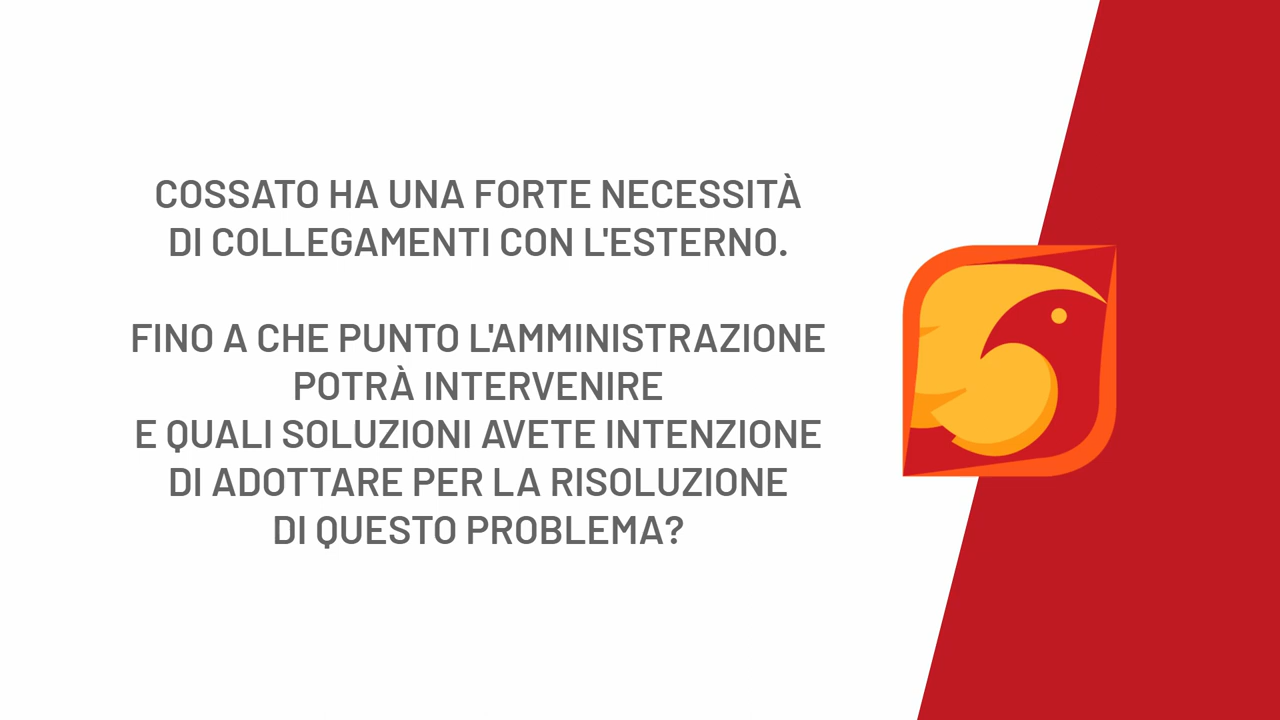 COSSATO HA UNA FORTE NECESSITÀ
DI COLLEGAMENTI CON L'ESTERNO.
FINO A CHE PUNTO L'AMMINISTRAZIONE
POTRÀ INTERVENIRE
E QUALI SOLUZIONI AVETE INTENZIONE
DI ADOTTARE PER LA RISOLUZIONE
DI QUESTO PROBLEMA?